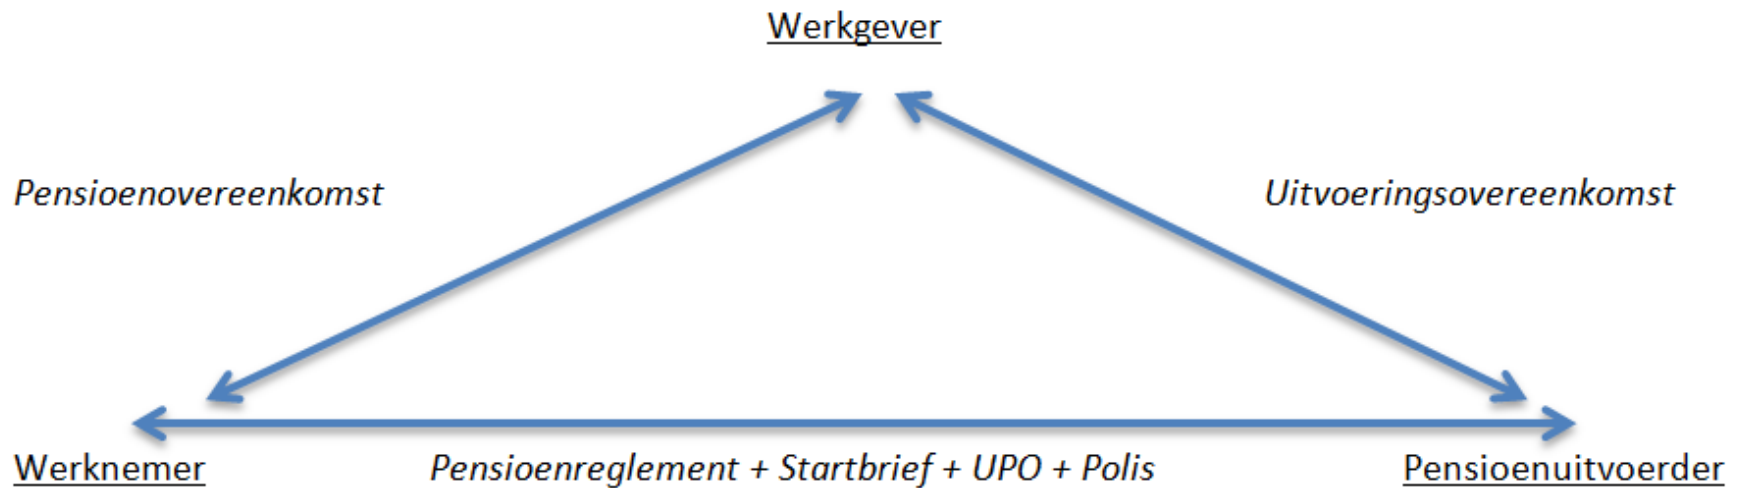 Werkgever
Pensioenovereenkomst
Uitvoeringsovereenkomst
Werknemer
Pensioenreglement + Startbrief + UPO + Polis
Pensioenuitvoerder